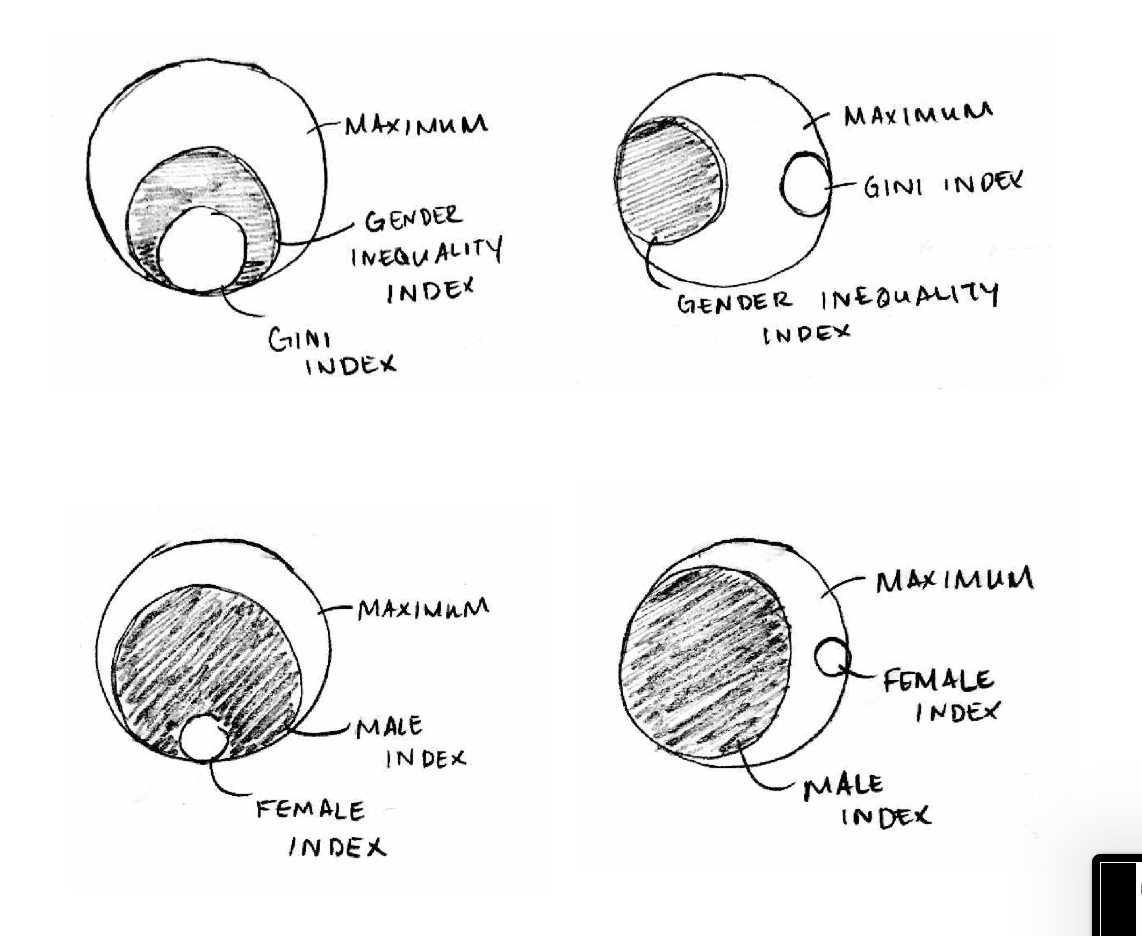 MAXIMUM
GENDER
INEQUALITY
INDEX
GINI
INDEX
MAXIMUM
GINI INDEX
GENDER INEQUALITY
INDEX
MAXIMUM
MALE
INDEX
FEMALE
INDEX
MAXIMUM
FEMALE
INDEX
MALE
INDEX